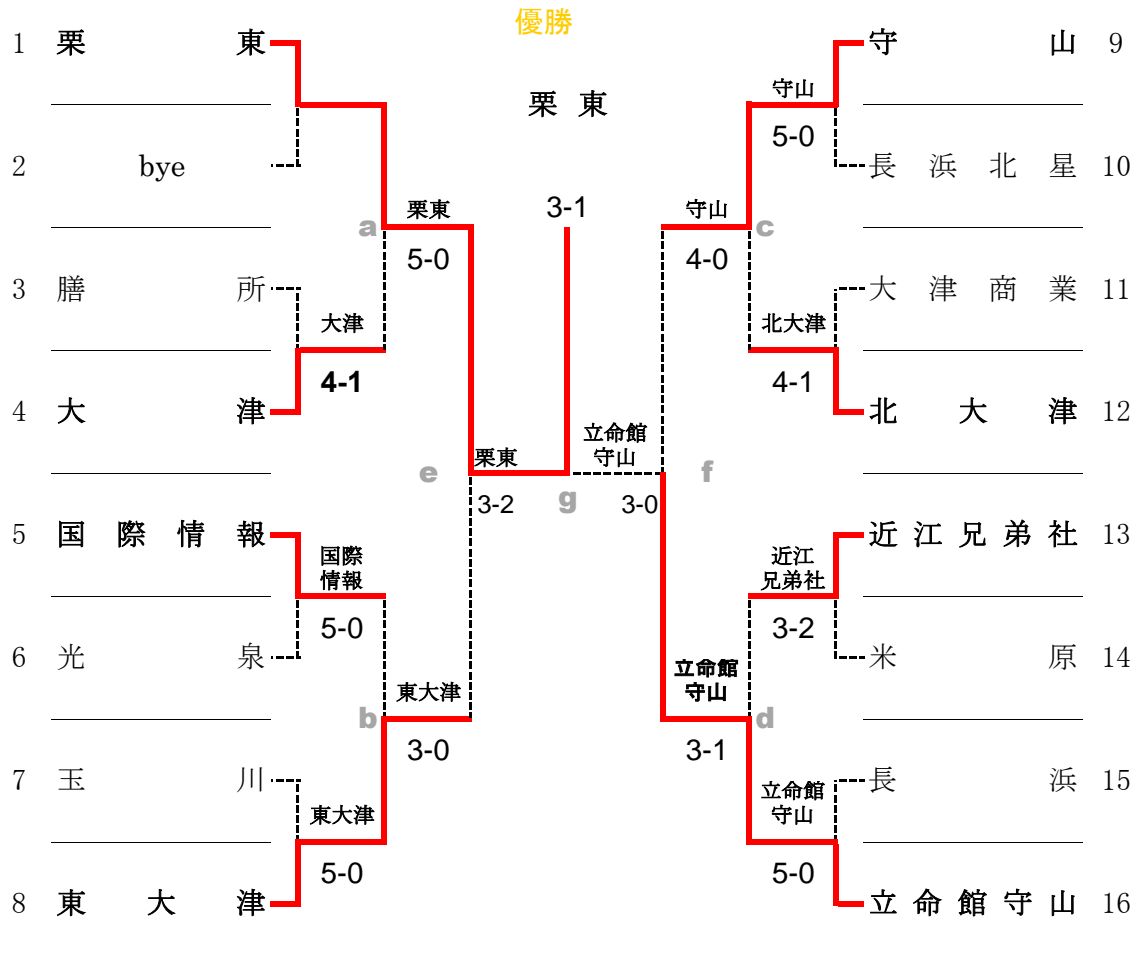 優勝
栗東
3-1
1 栗東
2 bye
3 膳所
4 大津
5 国際情報
6 光泉
7 玉川
8 東大津
大津
4-1
国際
情報
5-0
東大津
5-0
a
栗東
5-0
b
東大津
3-0
e
栗東
3-2
g
立命館
守山
3-0
f
守山
4-0
c
立命館
守山
3-1
d
守山
5-0
北大津
4-1
近江
兄弟社
3-2
立命館
守山
5-0
守山 9
長浜北星 10
大津商業 11
北大津 12
近江兄弟社 13
米原 14
長浜 15
立命館守山 16